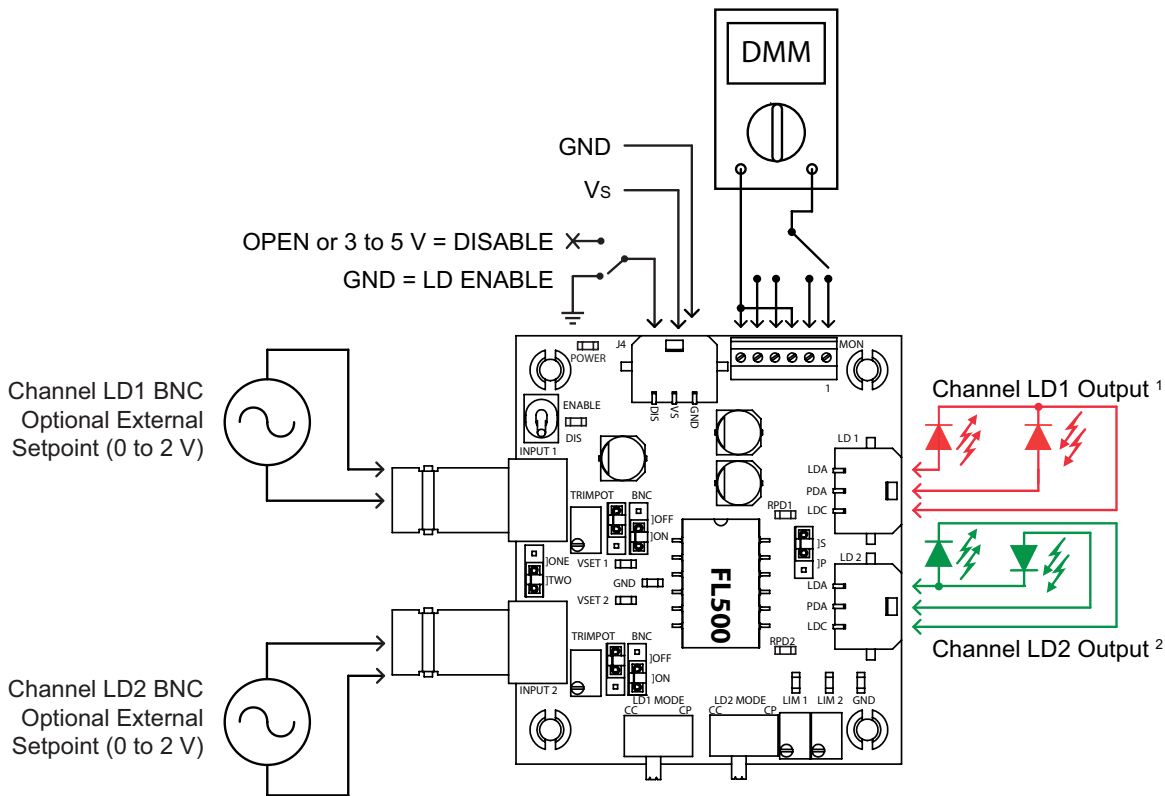 DMM
GND
Vs
OPEN or 3 to 5 V = DISABLE
GND = LD ENABLE
J4
POWER
MON
1
DIS
VS
GND
ENABLE
DIS
INPUT 1
Channel LD1 BNC
Optional External
Setpoint (0 to 2 V)
Channel LD1 Output 1
LD 1
LDA
PDA
LDC
TRIMPOT
BNC
]OFF
]ON
RPD1
]S
]P
]ONE
]TWO
VSET 1
GND
VSET 2
FL500
LD 2
LDA
PDA
LDC
Channel LD2 Output 2
TRIMPOT
BNC
]OFF
]ON
RPD2
INPUT 2
Channel LD2 BNC
Optional External
Setpoint (0 to 2 V)
LD1 MODE
CC
CP
LD2 MODE
CC
CP
LIM 1
LIM 2
GND